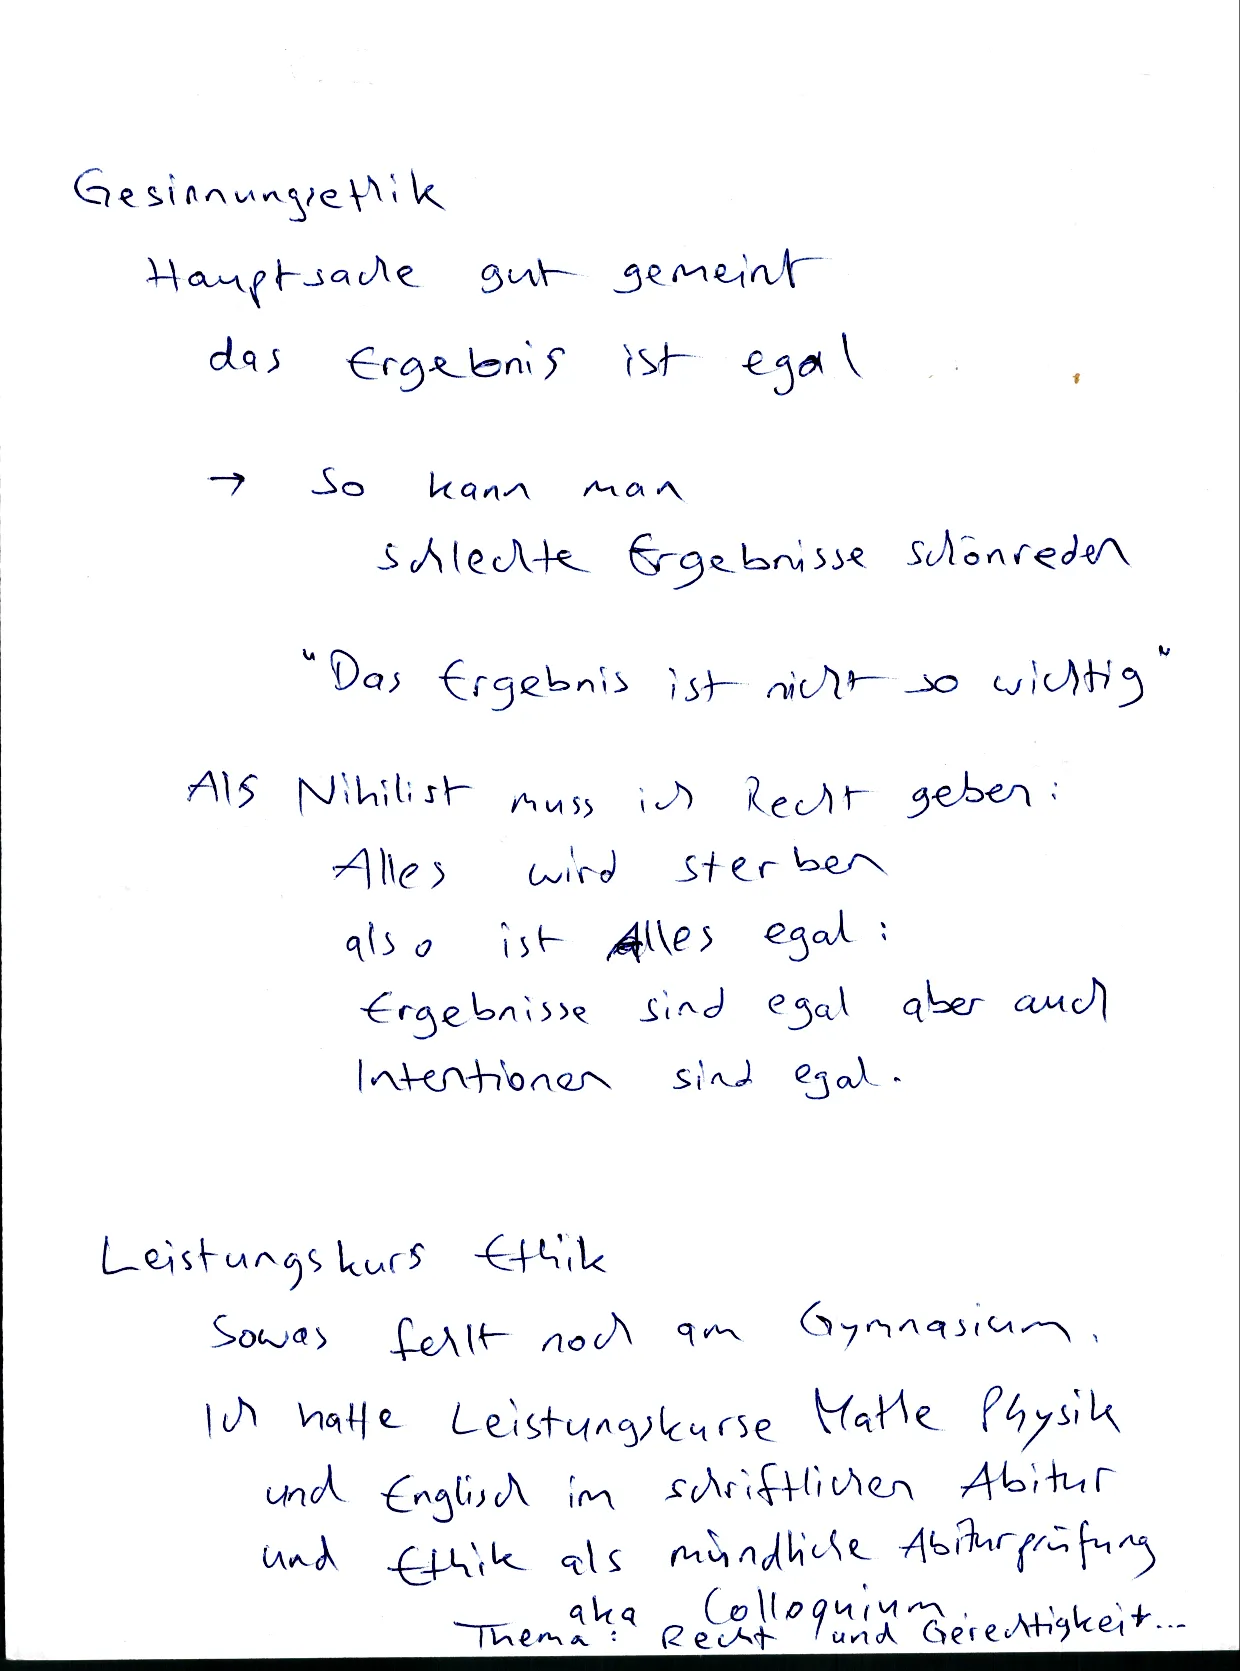 Gesinnungsethik
Hauptsache gut gemeint
das Ergebnis ist egal
→ So kann man
schlechte Ergebnisse schönreden
"Das Ergebnis ist nicht so wichtig"
Als Nihilist muss ich Recht geben:
Alles wird sterben
also ist Alles egal:
Ergebnisse sind egal aber auch
Intentionen sind egal.
Leistungskurs Ethik
Sowas fehlt noch am Gymnasium.
Ich hatte Leistungskurse Mathe Physik
und Englisch im schriftlichen Abitur
und Ethik als mündliche Abiturprüfung
aka Colloquium
Thema: Recht und Gerechtigkeit...